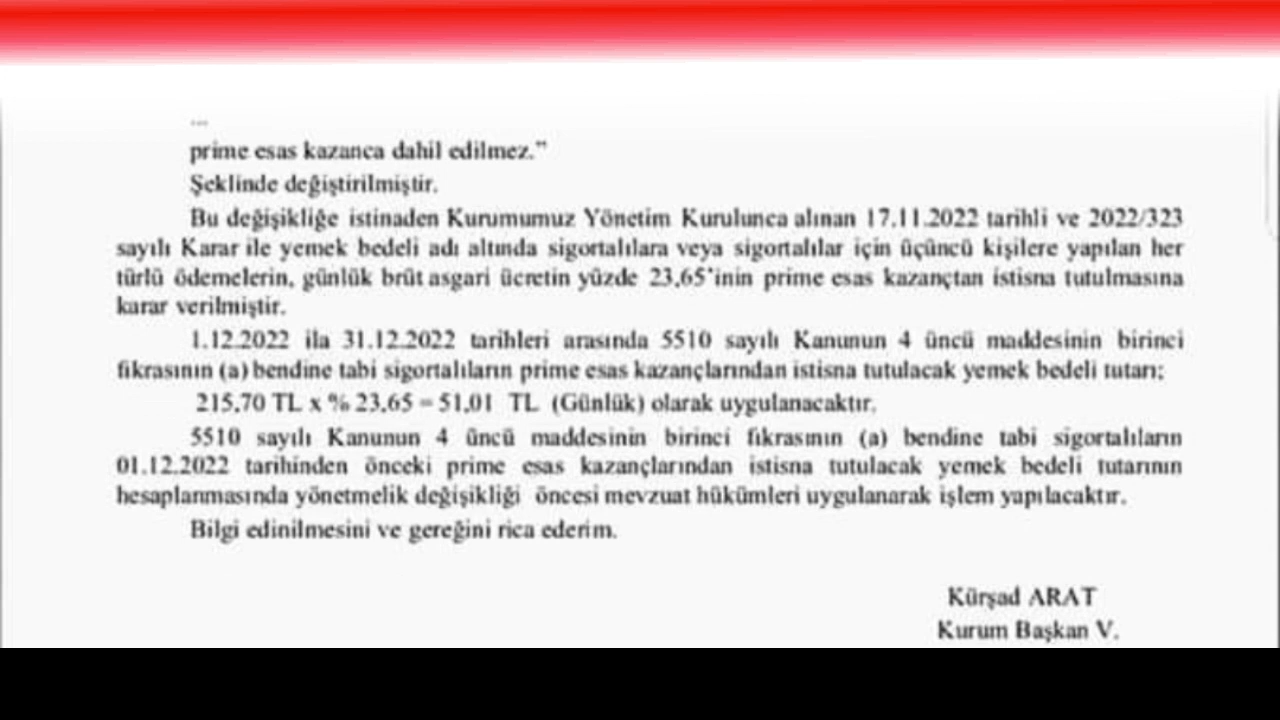 ...
prime esas kazanca dahil edilmez."
Şeklinde değiştirilmiştir.
Bu değişikliğe istinaden Kurumumuz Yönetim Kurulunca alınan 17.11.2022 tarihli ve 2022/323
sayılı Karar ile yemek bedeli adı altında sigortalılara veya sigortalılar için üçüncü kişilere yapılan her
türlü ödemelerin, günlük brüt asgari ücretin yüzde 23,65'inin prime esas kazançtan istisna tutulmasına
karar verilmiştir.
1.12.2022 ila 31.12.2022 tarihleri arasında 5510 sayılı Kanunun 4 üncü maddesinin birinci
fıkrasının (a) bendine tabi sigortalıların prime esas kazançlarından istisna tutulacak yemek bedeli tutarı;
215,70 TL x % 23,65 = 51,01 TL (Günlük) olarak uygulanacaktır.
5510 sayılı Kanunun 4 üncü maddesinin birinci fıkrasının (a) bendine tabi sigortalıların
01.12.2022 tarihinden önceki prime esas kazançlarından istisna tutulacak yemek bedeli tutarının
hesaplanmasında yönetmelik değişikliği öncesi mevzuat hükümleri uygulanarak işlem yapılacaktır.
Bilgi edinilmesini ve gereğini rica ederim.
Kürşad ARAT
Kurum Başkan V.